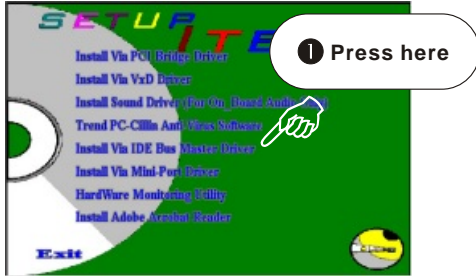 SETUP ITE
❶ Press here
Install Via PCI Bridge Driver
Install Via VxD Driver
Install Sound Driver (For On_Board Audio
Trend PC-Cillin Anti Virus Software
Install Via IDE Bus Master Driver
Install Via Mini-Port Driver
HardWare Monitoring Utility
Install Adobe Acrobat Reader
Exit